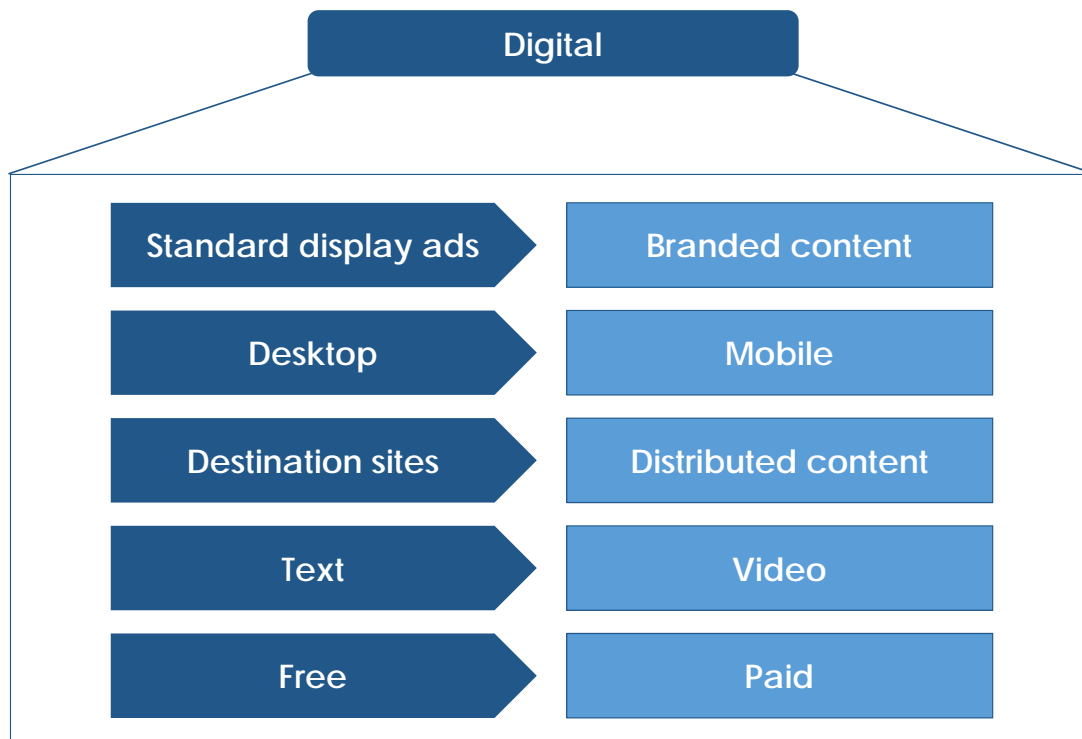 Digital
Standard display ads
Branded content
Desktop
Mobile
Destination sites
Distributed content
Text
Video
Free
Paid